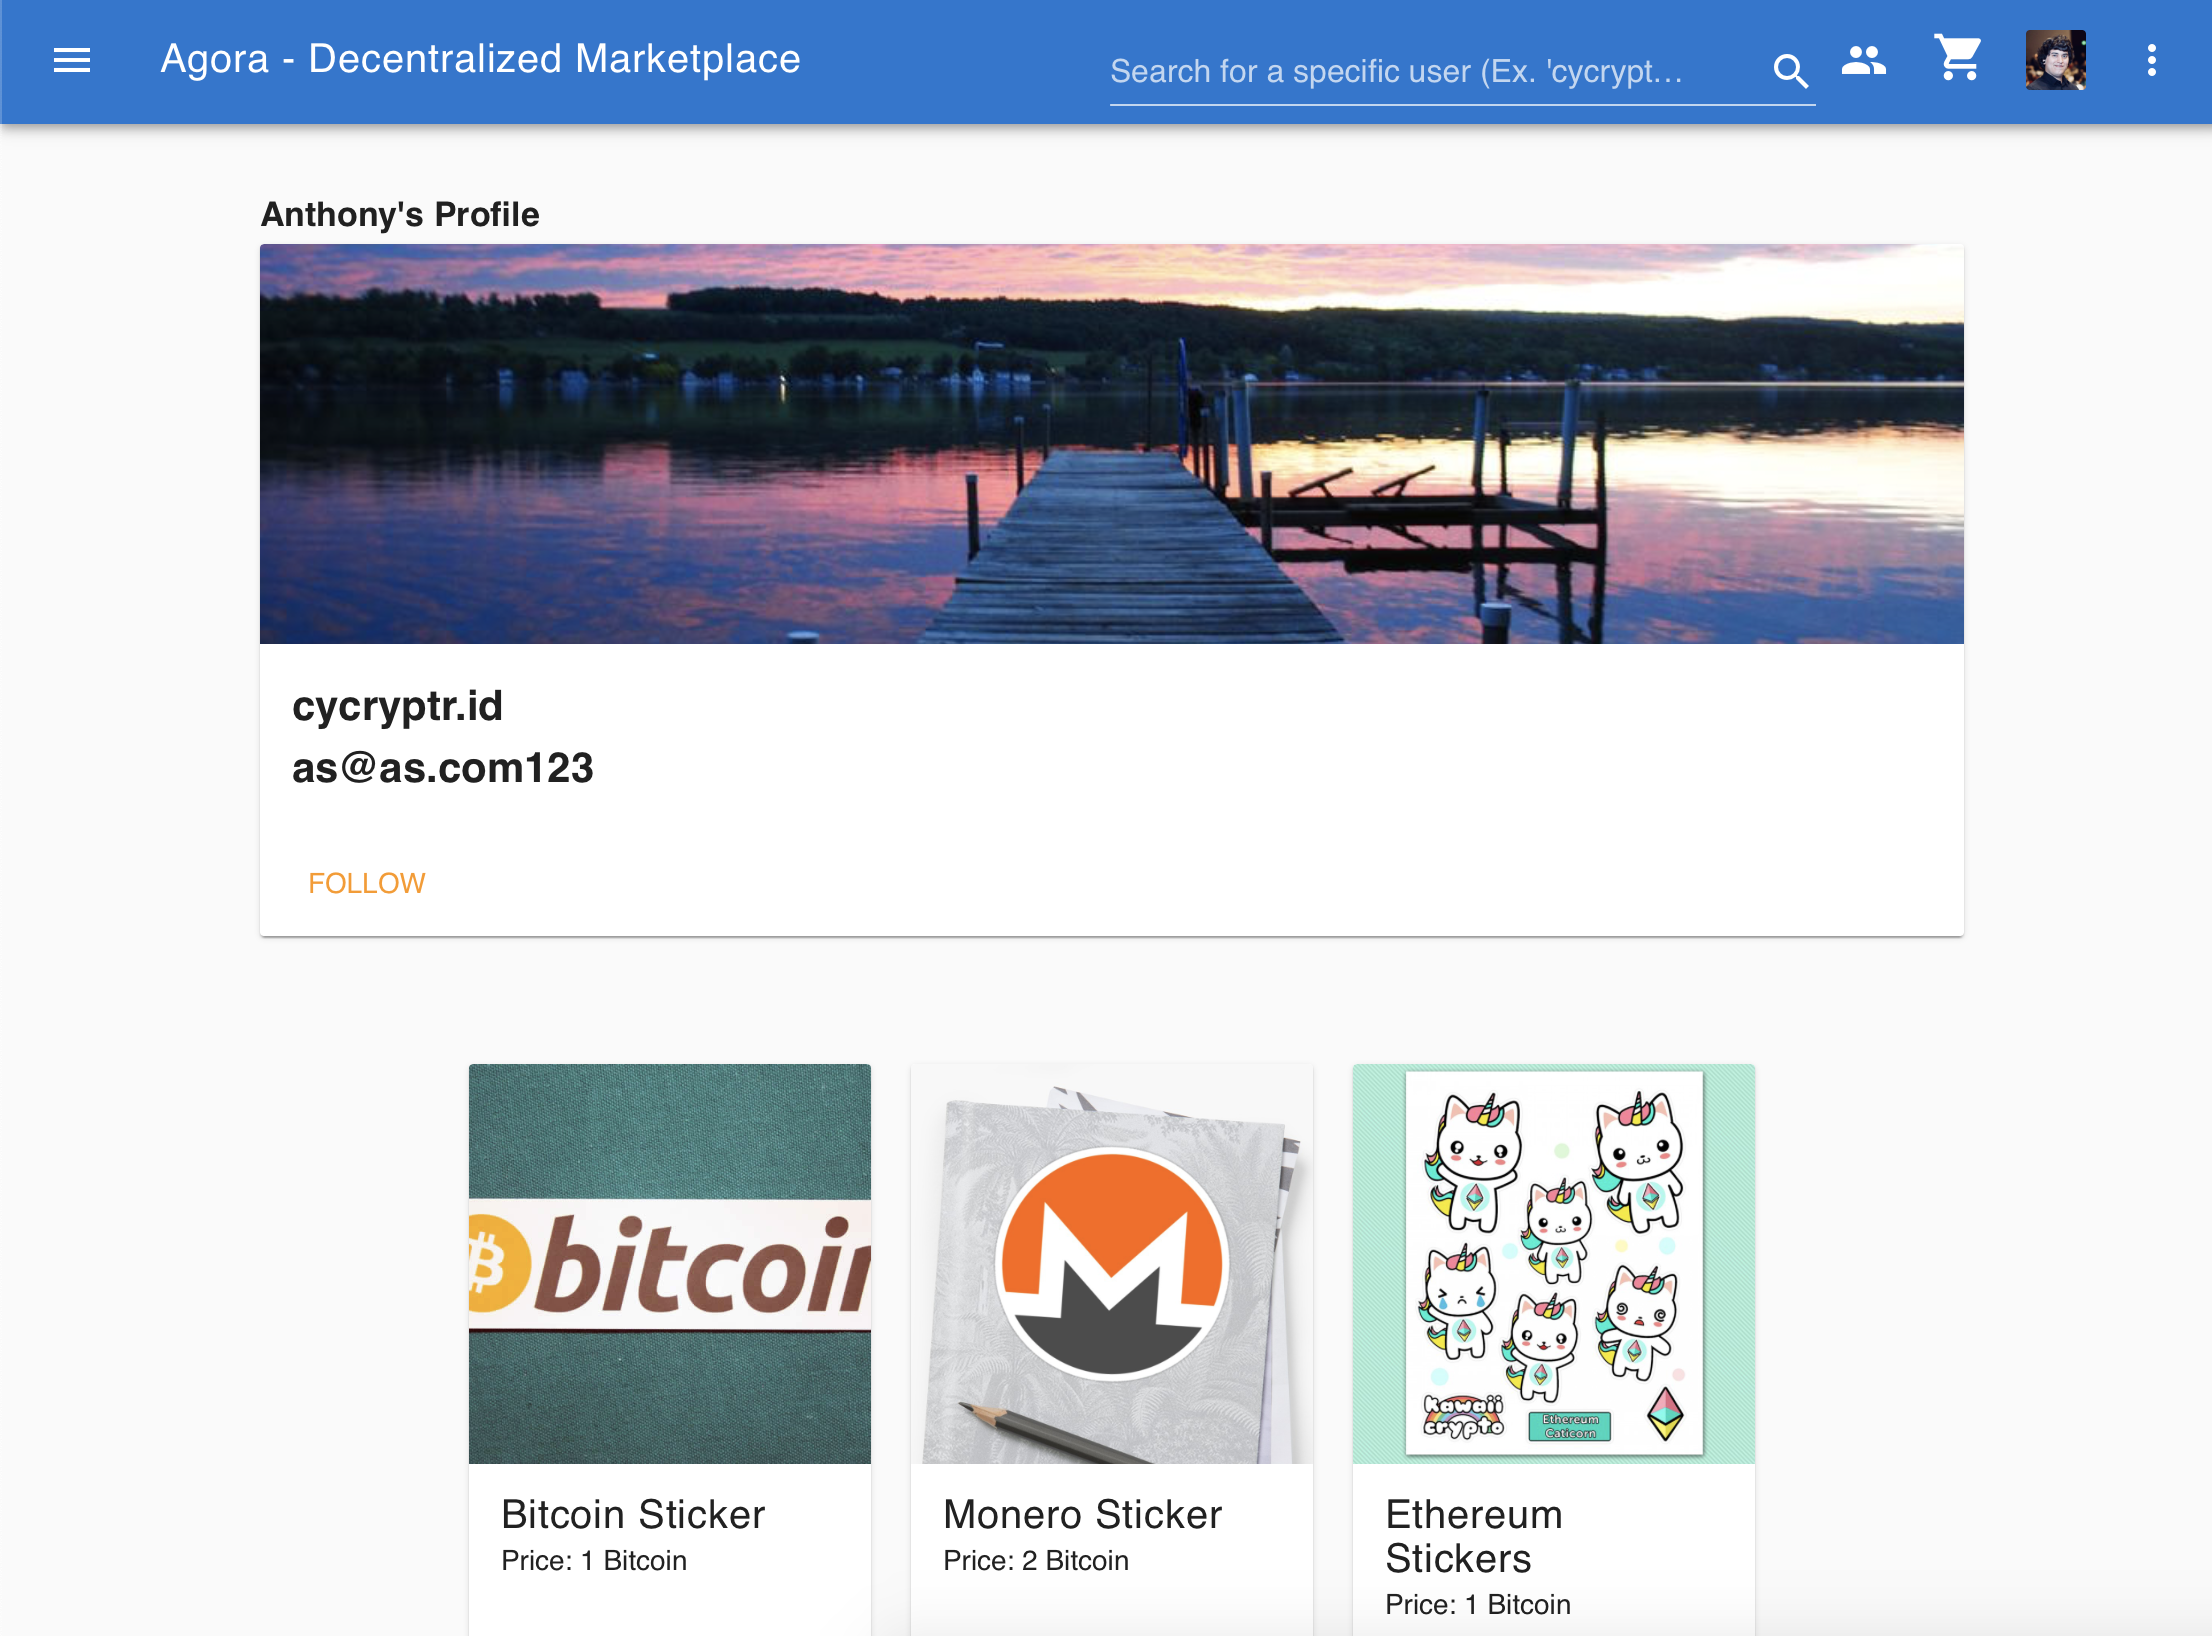 Agora - Decentralized Marketplace
Search for a specific user (Ex. 'cycrypt...
Anthony's Profile
cycryptr.id
as@as.com123
FOLLOW
bitcoin
kawaii
crypto
Ethereum
Caticorn
Bitcoin Sticker
Price: 1 Bitcoin
Monero Sticker
Price: 2 Bitcoin
Ethereum
Stickers
Price: 1 Bitcoin